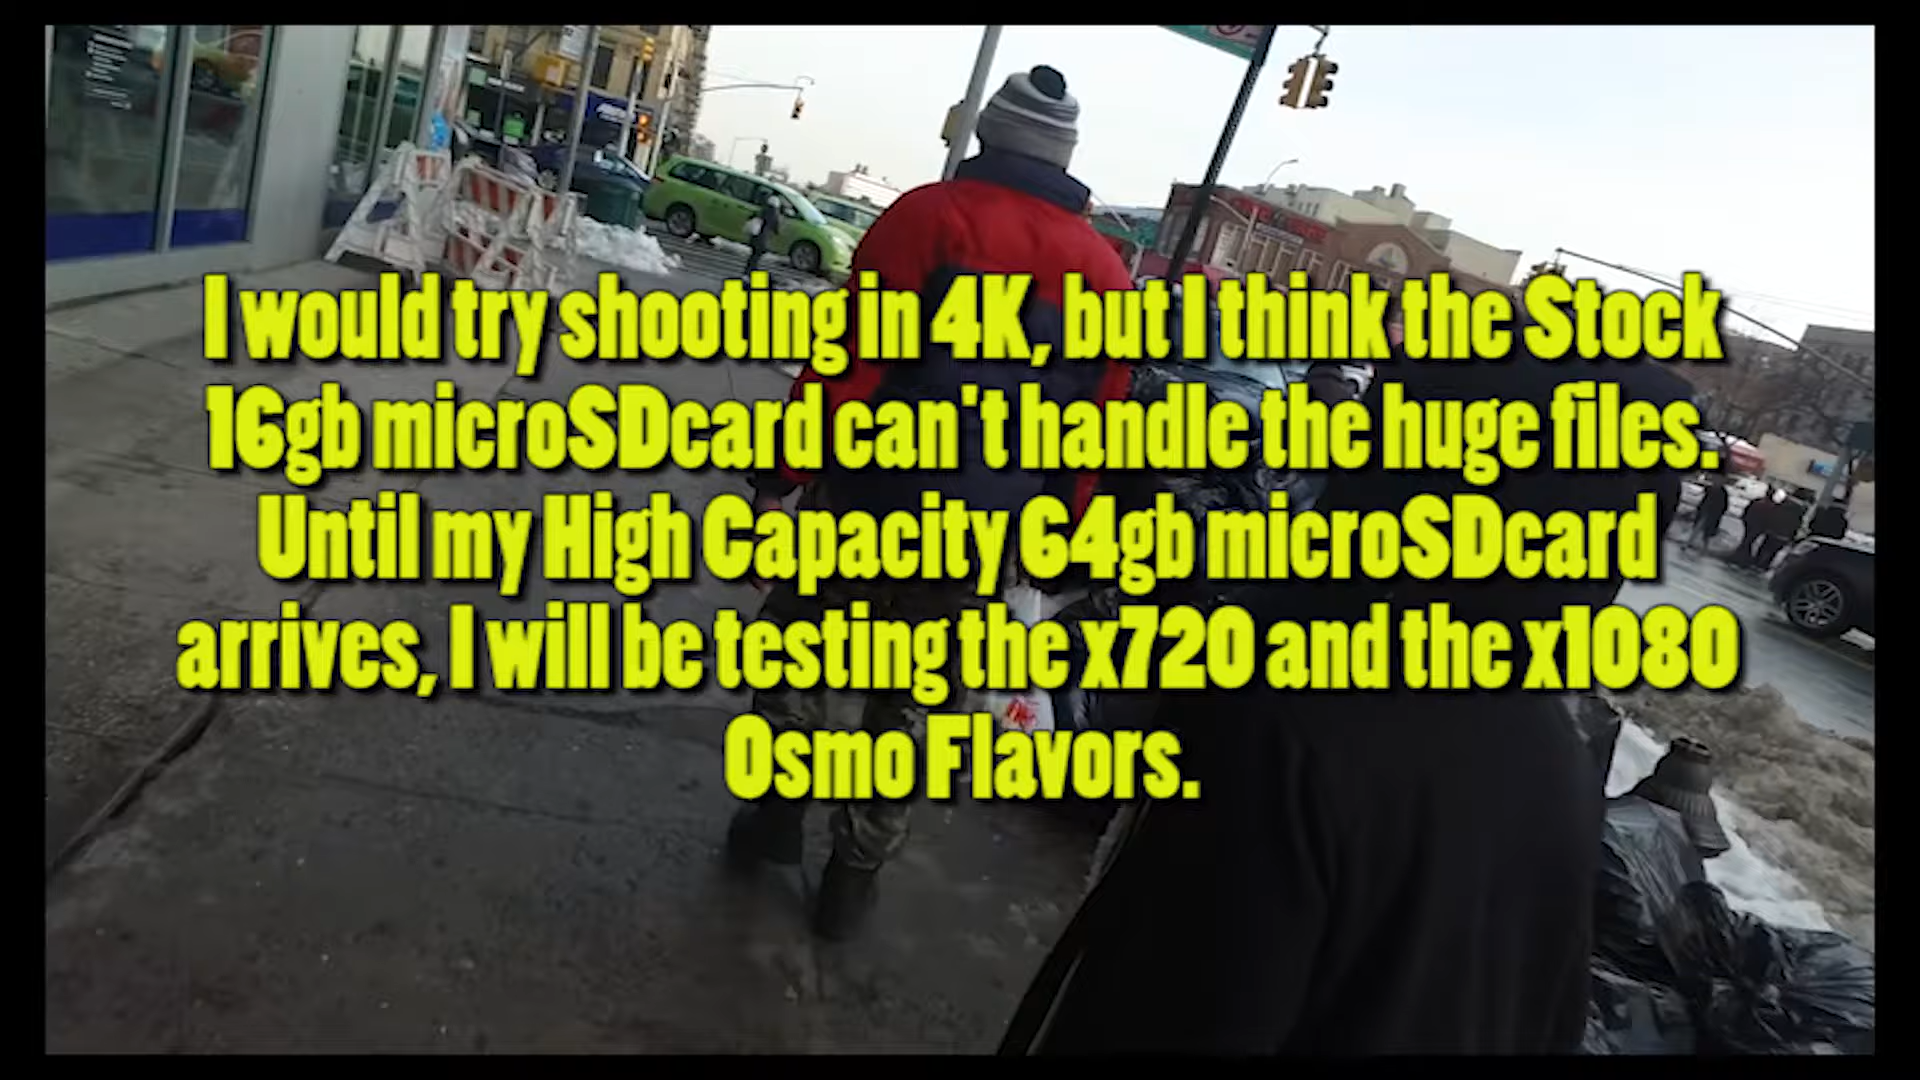 I would try shooting in 4K, but I think the Stock
16gb microSDcard can't handle the huge files.
Until my High Capacity 64gb microSDcard
arrives, I will be testing the x720 and the x1080
Osmo Flavors.